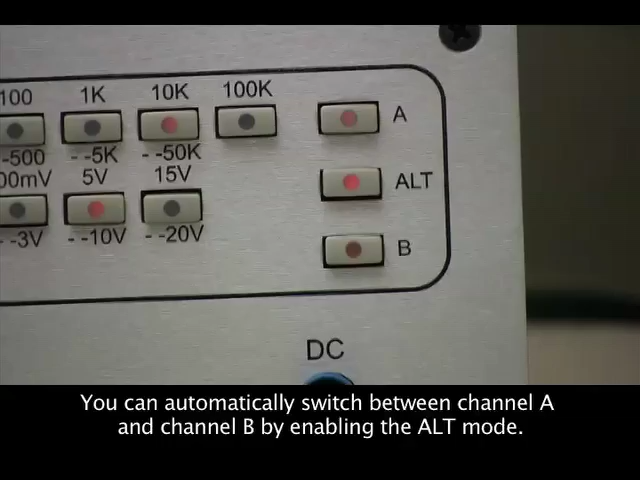 100 1K 10K 100K
A
-500 - -5K - -50K
00mV 5V 15V
ALT
- -3V - -10V - -20V
B
DC
You can automatically switch between channel A
and channel B by enabling the ALT mode.